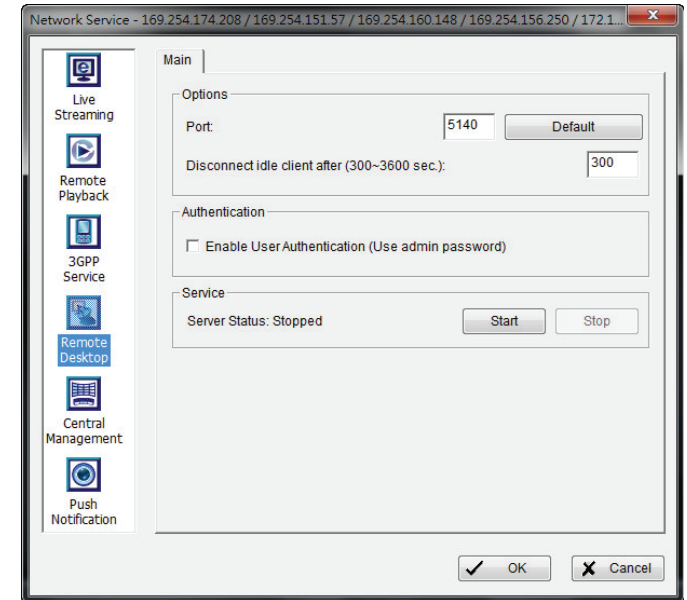 Network Service - 169.254.174.208 / 169.254.151.57 / 169.254.160.148 / 169.254.156.250 / 172.1...
Live
Streaming
Remote
Playback
3GPP
Service
Remote
Desktop
Central
Management
Push
Notification
Main
Options
Port: 5140 Default
Disconnect idle client after (300~3600 sec.): 300
Authentication
Enable User Authentication (Use admin password)
Service
Server Status: Stopped Start Stop
OK Cancel